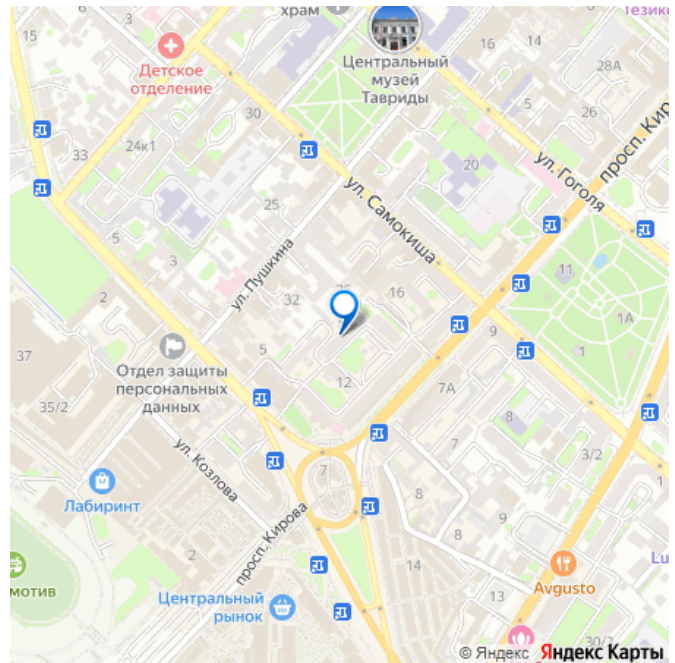 храм
Тезик
16
14
28А
Детское
отделение
Центральный
музей
Тавриды
30
26
24к1
33
20
ул. Гоголя
просп. Кир
ул. Самокиша
25
5
3
ул. Пушкина
2
32
16
11
1А
9
1
37
Отдел защиты
персональных
данных
5
12
7А
8
35/2
7
3/2
ул. Козлова
7
8
1
Лабиринт
9
8
просп. Кирова
2
14
мотив
Центральный
рынок
Avgusto
Lu
13
30/2
© Яндекс Яндекс Карты